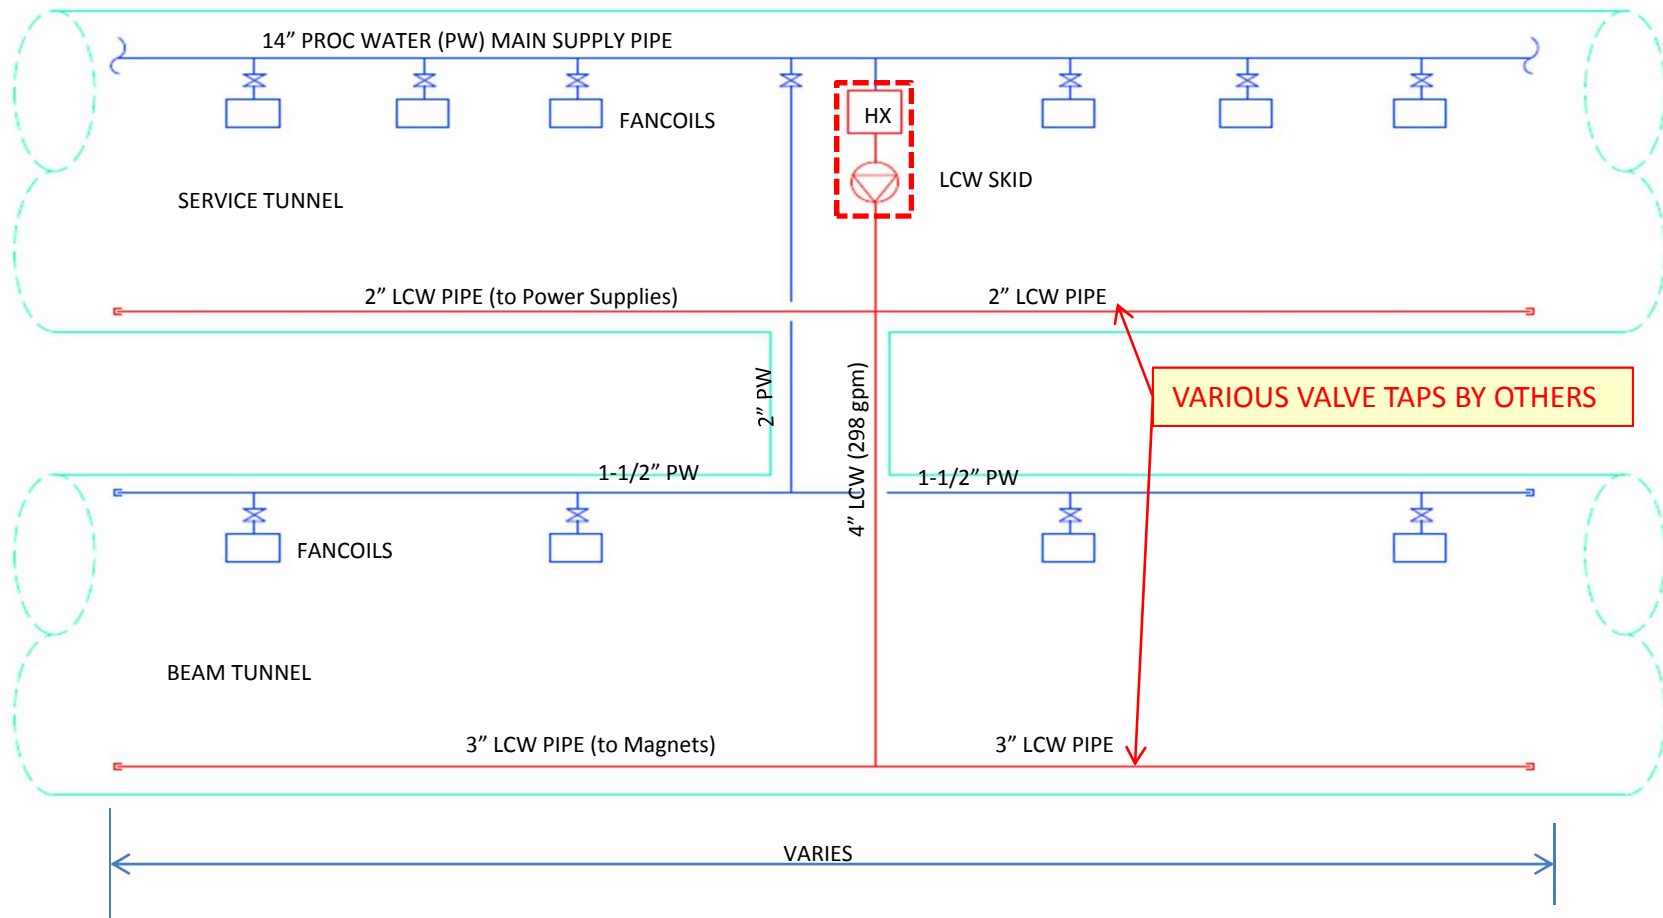 14” PROC WATER (PW) MAIN SUPPLY PIPE
FANCOILS
HX
LCW SKID
SERVICE TUNNEL
2” LCW PIPE (to Power Supplies)
2” LCW PIPE
2” PW
4” LCW (298 gpm)
VARIOUS VALVE TAPS BY OTHERS
1-1/2” PW
1-1/2” PW
FANCOILS
BEAM TUNNEL
3” LCW PIPE (to Magnets)
3” LCW PIPE
VARIES